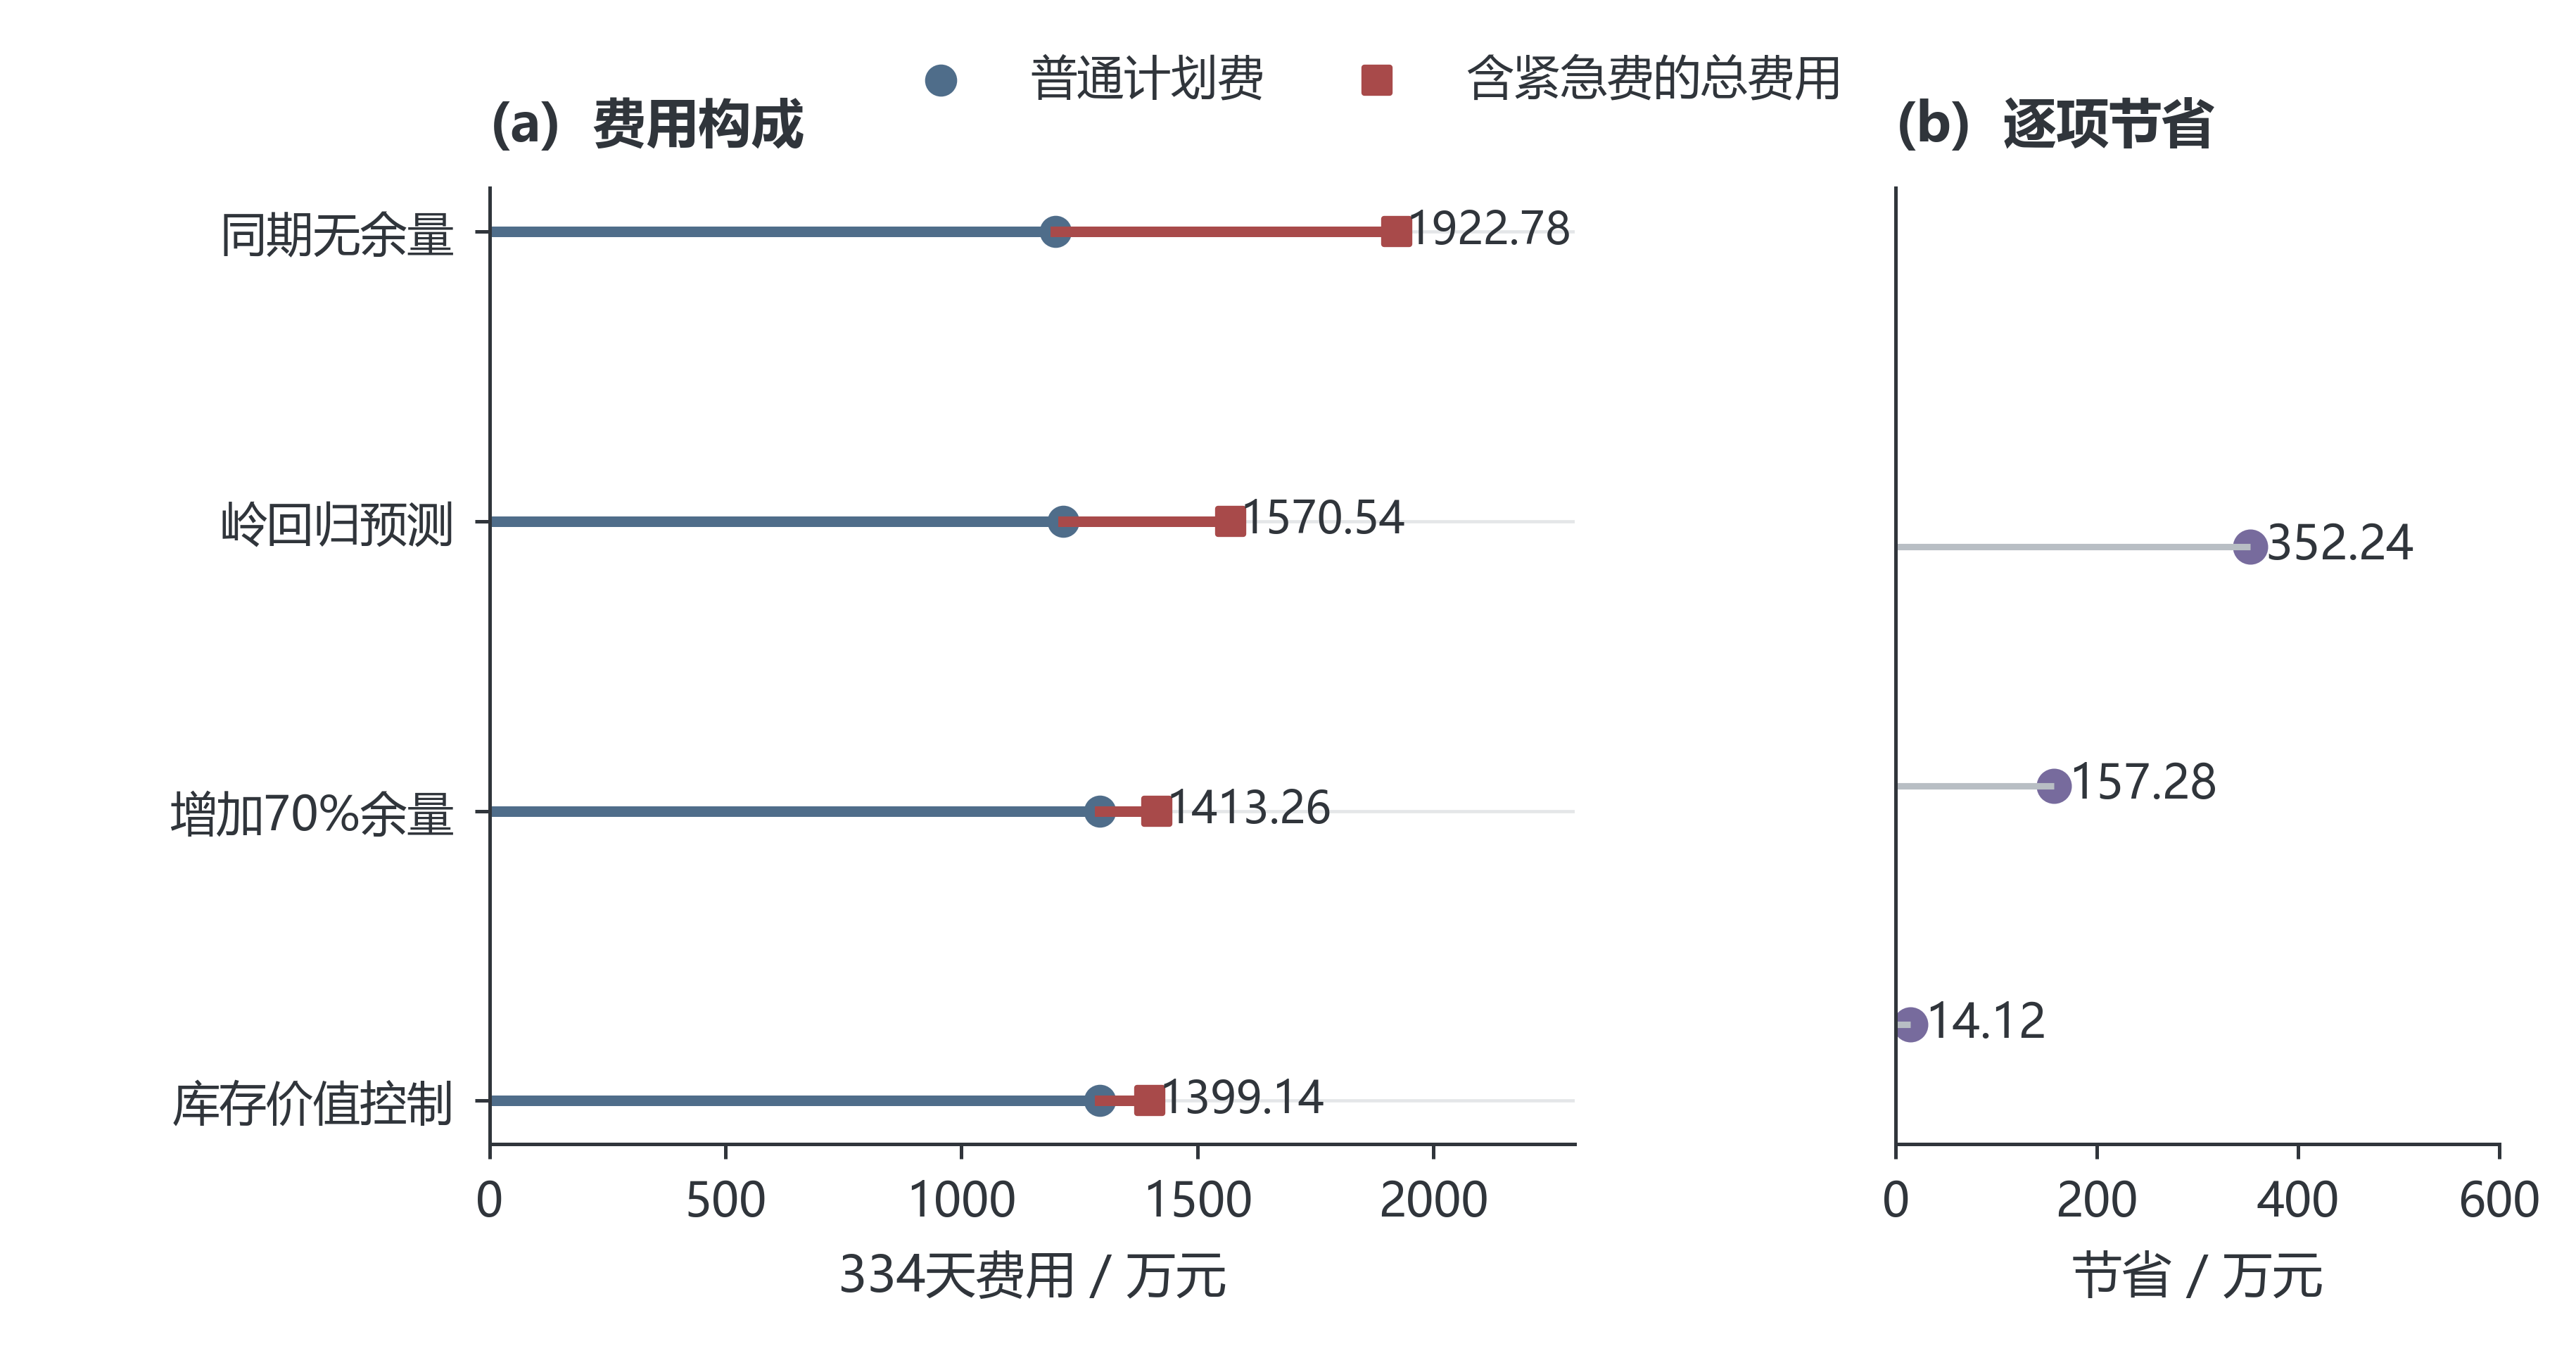 普通计划费
含紧急费的总费用
(a) 费用构成
(b) 逐项节省
同期无余量
1922.78
岭回归预测
1570.54
352.24
增加70%余量
1413.26
157.28
14.12
库存价值控制
1399.14
0 500 1000 1500 2000
334天费用 / 万元
0 200 400 600
节省 / 万元